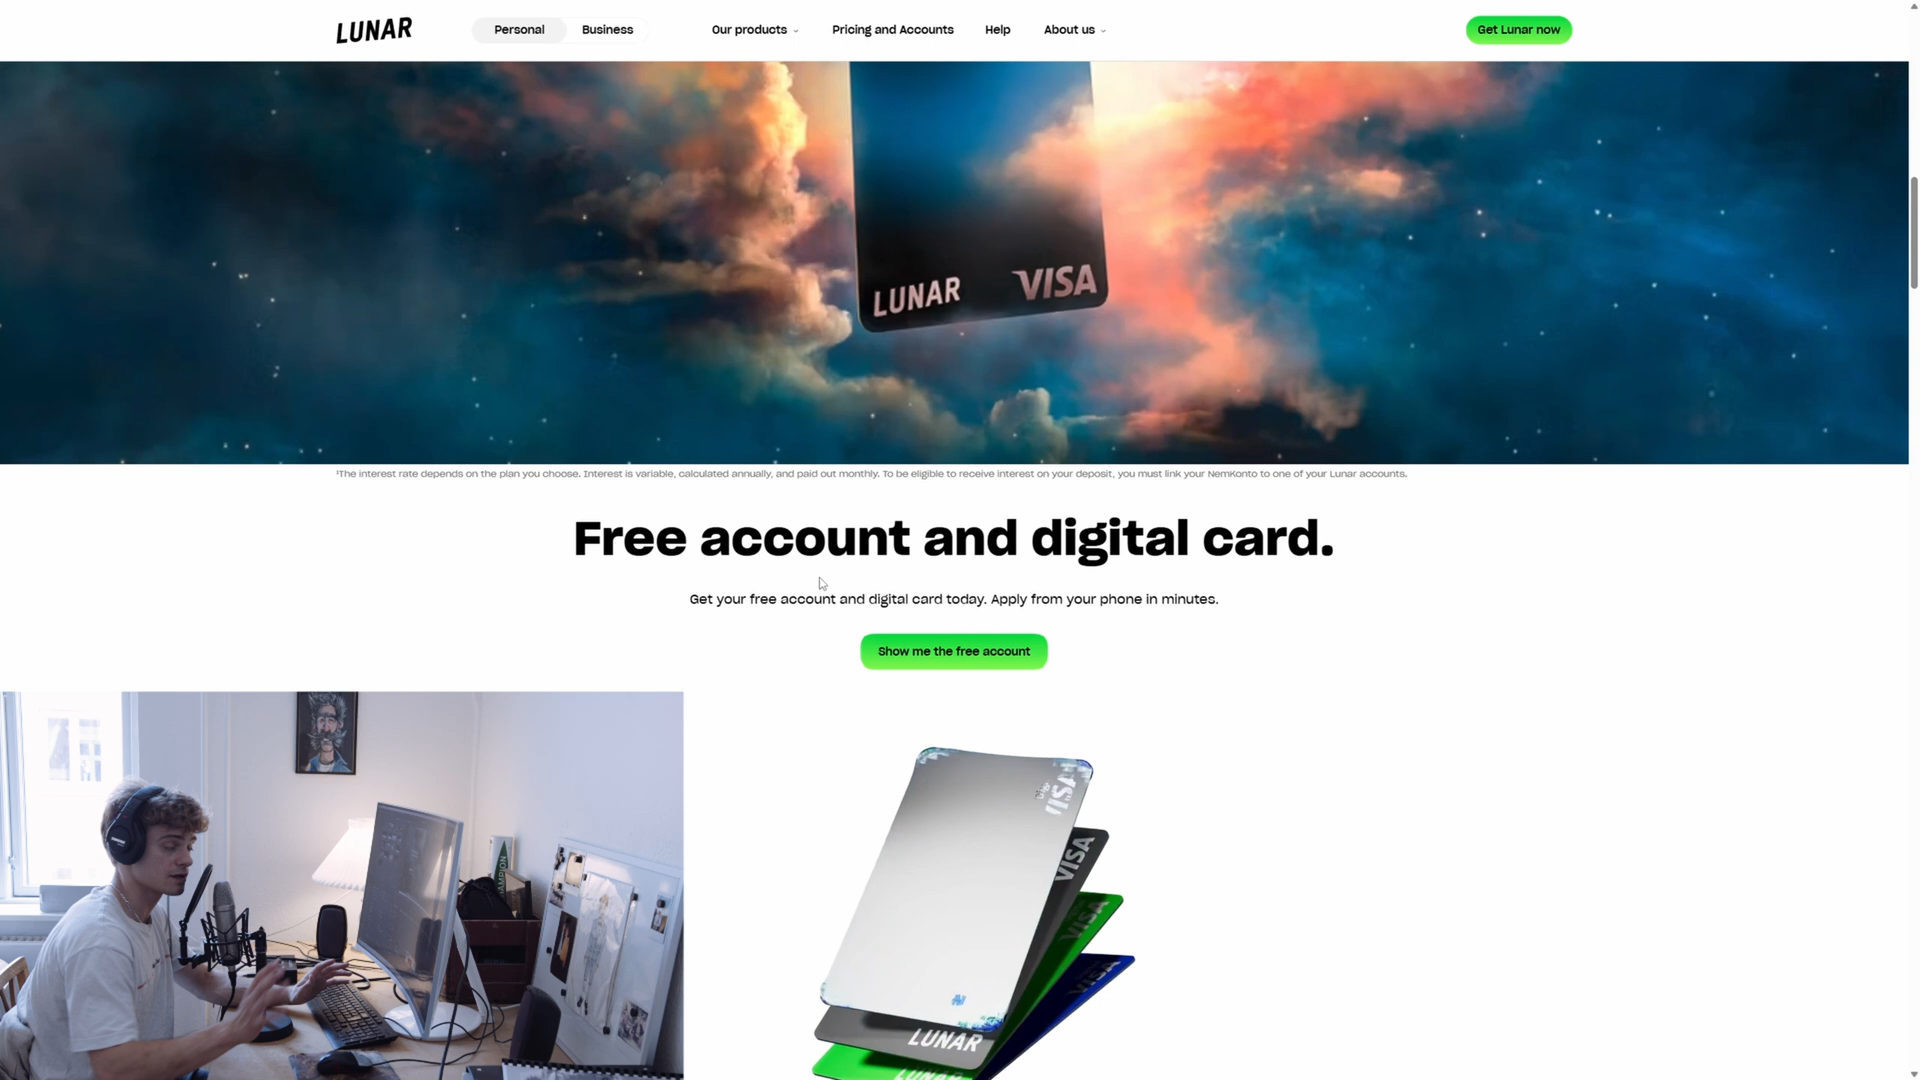 LUNAR
Personal
Business
Our products
Pricing and Accounts
Help
About us
Get Lunar now
LUNAR
VISA
¹The interest rate depends on the plan you choose. Interest is variable, calculated annually, and paid out monthly. To be eligible to receive interest on your deposit, you must link your NemKonto to one of your Lunar accounts.
Free account and digital card.
Get your free account and digital card today. Apply from your phone in minutes.
Show me the free account
VISA
VISA
VISA
VISA
LUNAR
LUNAR